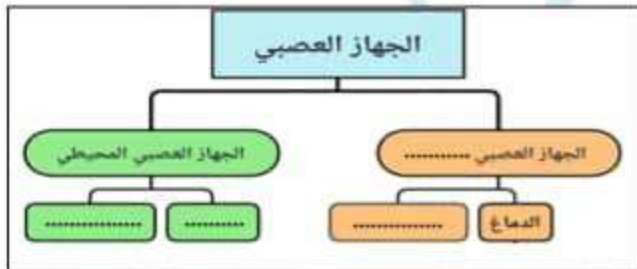 الجهاز العصبي
الجهاز العصبي ...........
الجهاز العصبي المحيطي
الدماغ
...............
..........
................